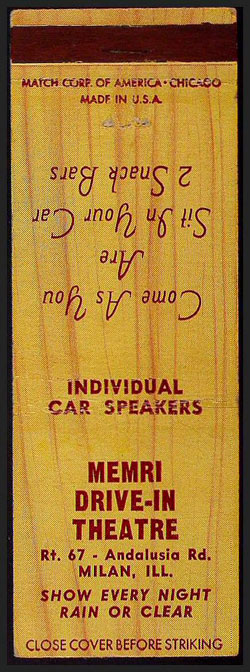 MATCH CORP. OF AMERICA • CHICAGO
MADE IN U.S.A.
Come As You
Are
Sit In Your Car
2 Snack Bars
INDIVIDUAL
CAR SPEAKERS
MEMRI
DRIVE-IN
THEATRE
Rt. 67 - Andalusia Rd.
MILAN, ILL.
SHOW EVERY NIGHT
RAIN OR CLEAR
CLOSE COVER BEFORE STRIKING